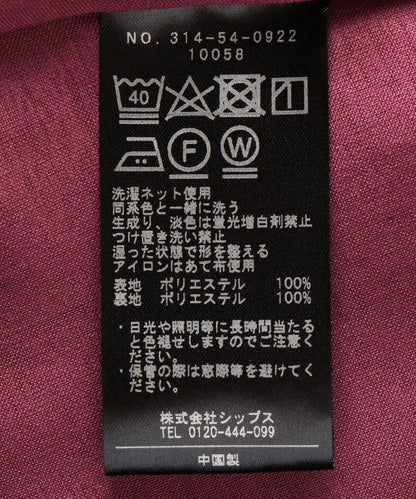 NO. 314-54-0922
10058
40
F W
洗濯ネット使用
同系色と一緒に洗う
生成り、淡色は蛍光増白剤禁止
つけ置き洗い禁止
湿った状態で形を整える
アイロンはあて布使用
表地 ポリエステル 100%
裏地 ポリエステル 100%
・日光や照明等に長時間当たる
と色褪せしますのでご注意く
ださい。
・保管の際は窓際等を避けてく
ださい。
株式会社シップス
TEL 0120-444-099
中国製